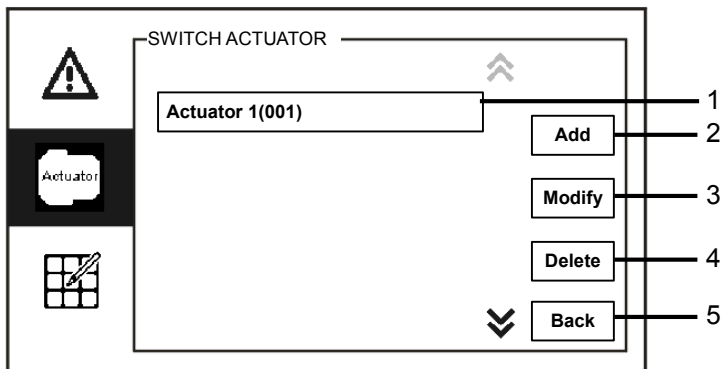 SWITCH ACTUATOR
Actuator 1(001)
1
Add
2
Actuator
Modify
3
Delete
4
Back
5